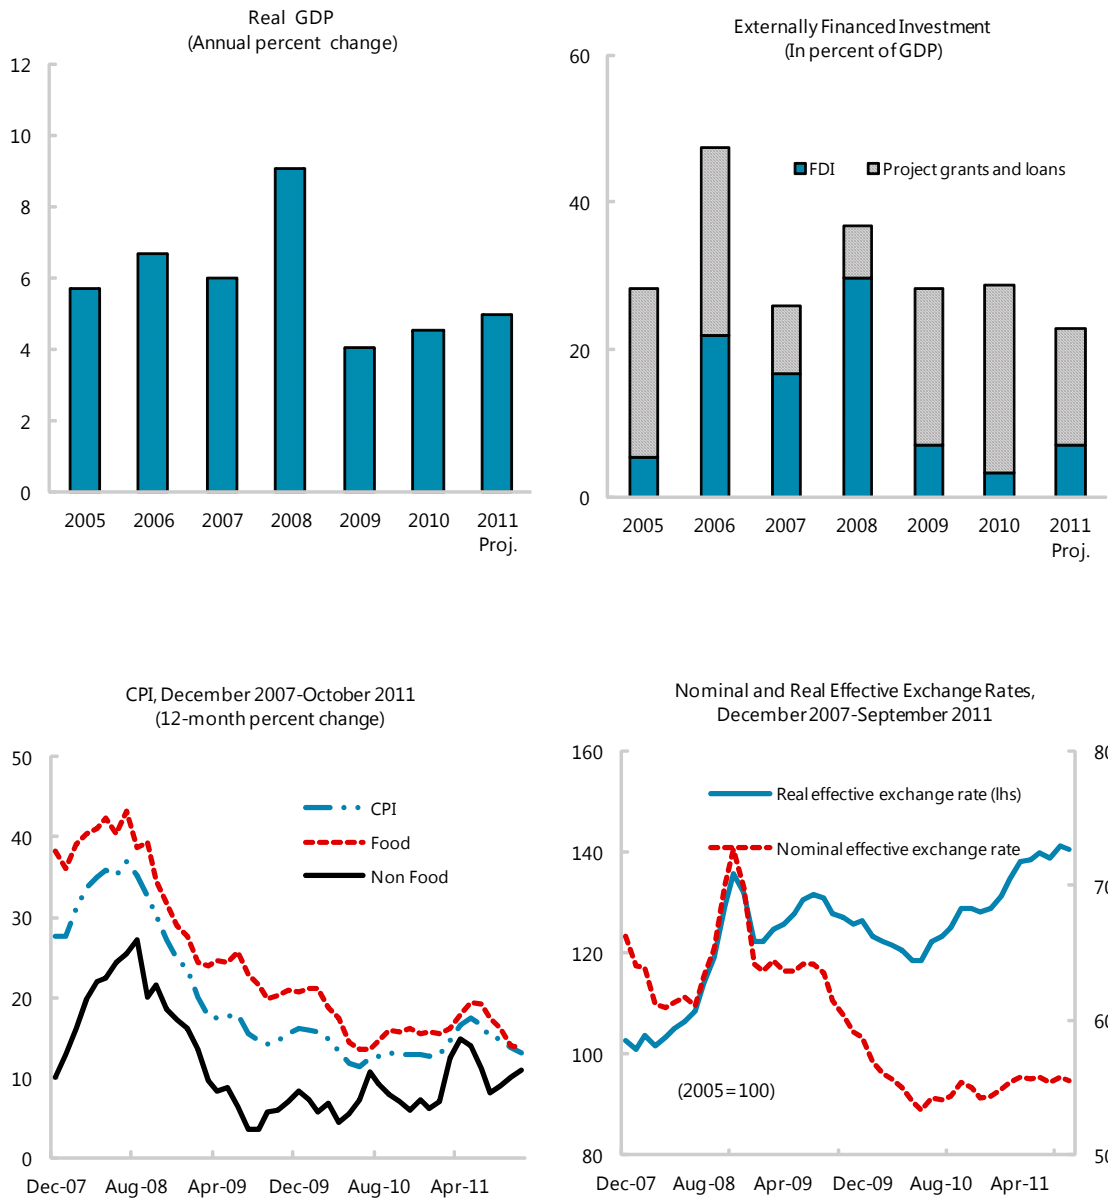 Real GDP
(Annual percent change)
12
10
8
6
4
2
0
2005 2006 2007 2008 2009 2010 2011
Proj.
Externally Financed Investment
(In percent of GDP)
60
40
20
0
FDI Project grants and loans
2005 2006 2007 2008 2009 2010 2011
Proj.
CPI, December 2007-October 2011
(12-month percent change)
50
40
30
20
10
0
CPI
Food
Non Food
Dec-07 Aug-08 Apr-09 Dec-09 Aug-10 Apr-11
Nominal and Real Effective Exchange Rates,
December 2007-September 2011
160
140
120
100
80
Real effective exchange rate (lhs)
Nominal effective exchange rate
(2005=100)
80
70
60
50
Dec-07 Aug-08 Apr-09 Dec-09 Aug-10 Apr-11